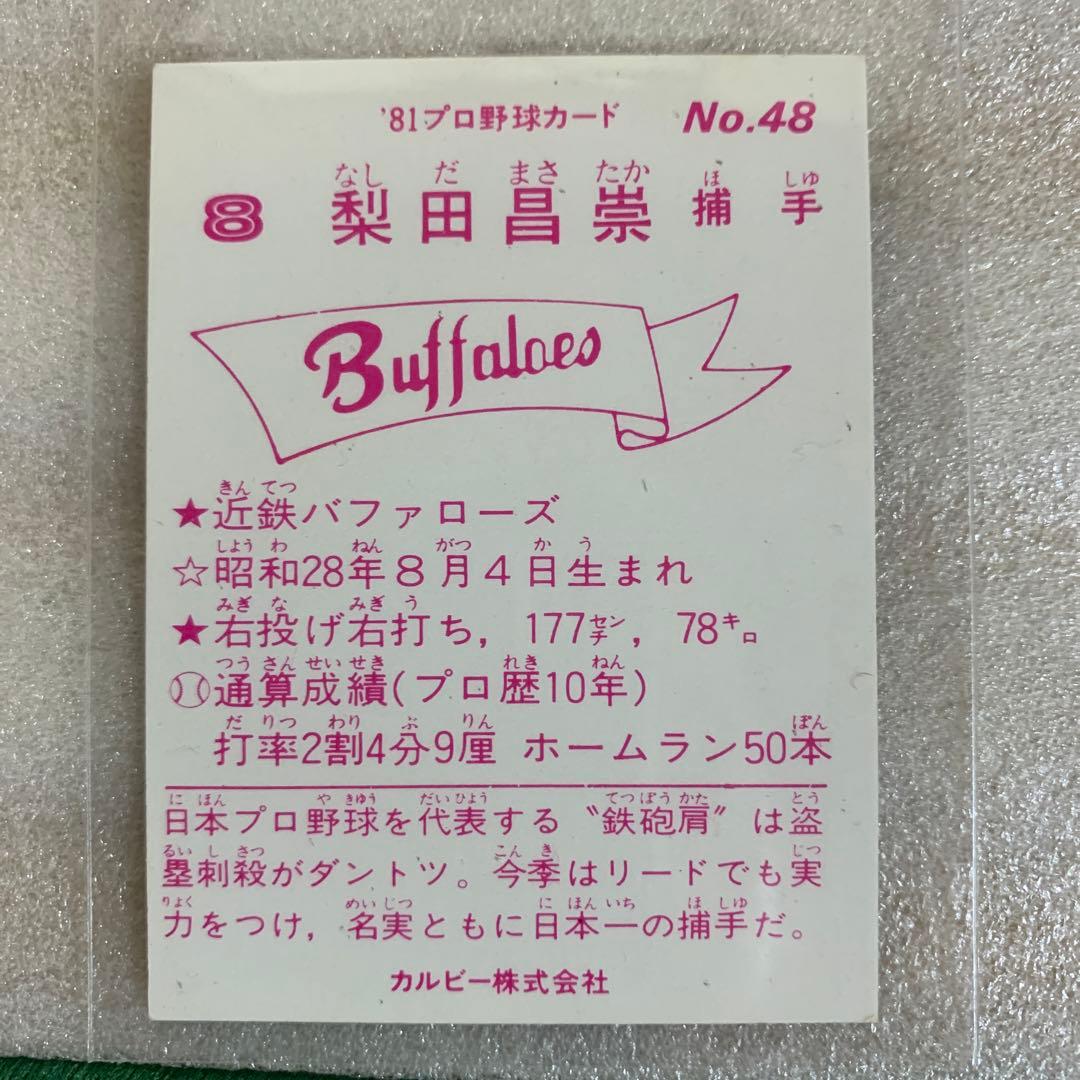 '81プロ野球カード No.48
なし だ まさ たか ほ しゆ
8 梨田昌崇 捕手
Buffaloes
きん てつ
★近鉄バファローズ
しよう わ ねん がつ か う
☆昭和28年8月4日生まれ
みぎ な みぎ う
★右投げ右打ち, 177センチ, 78キロ
つう さん せい せき れき ねん
通算成績(プロ歴10年)
だ りつ わり ぶ りん ぽん
打率2割4分9厘 ホームラン50本
に ほん や きゆう だい ひよう てつ ぽう かた とう
日本プロ野球を代表する〝鉄砲肩〟は盗
るい し さつ こん き じつ
塁刺殺がダントツ。今季はリードでも実
りよく めい じつ に ほん いち ほ しゆ
力をつけ, 名実ともに日本一の捕手だ。
カルビー株式会社